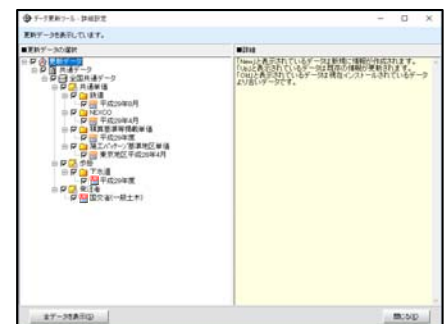 データ更新ツール - 詳細設定
更新データを表示しています。
■更新データの選択
■詳細
更新データ
共通データ
全国共通データ
共通単価
鉄道
平成29年8月
NEXCO
平成29年4月
積算基準等掲載単価
平成29年度
施工パッケージ基準地区単価
東京地区平成29年4月
歩掛
下水道
平成29年度
発注者
国交省(一般土木)
「New」と表示されているデータは新規に情報が作成されます。
「Up」と表示されているデータは既存の情報が更新されます。
「Old」と表示されているデータは現在インストールされているデータ
より古いデータです。
全データを表示(U)
閉じる(X)